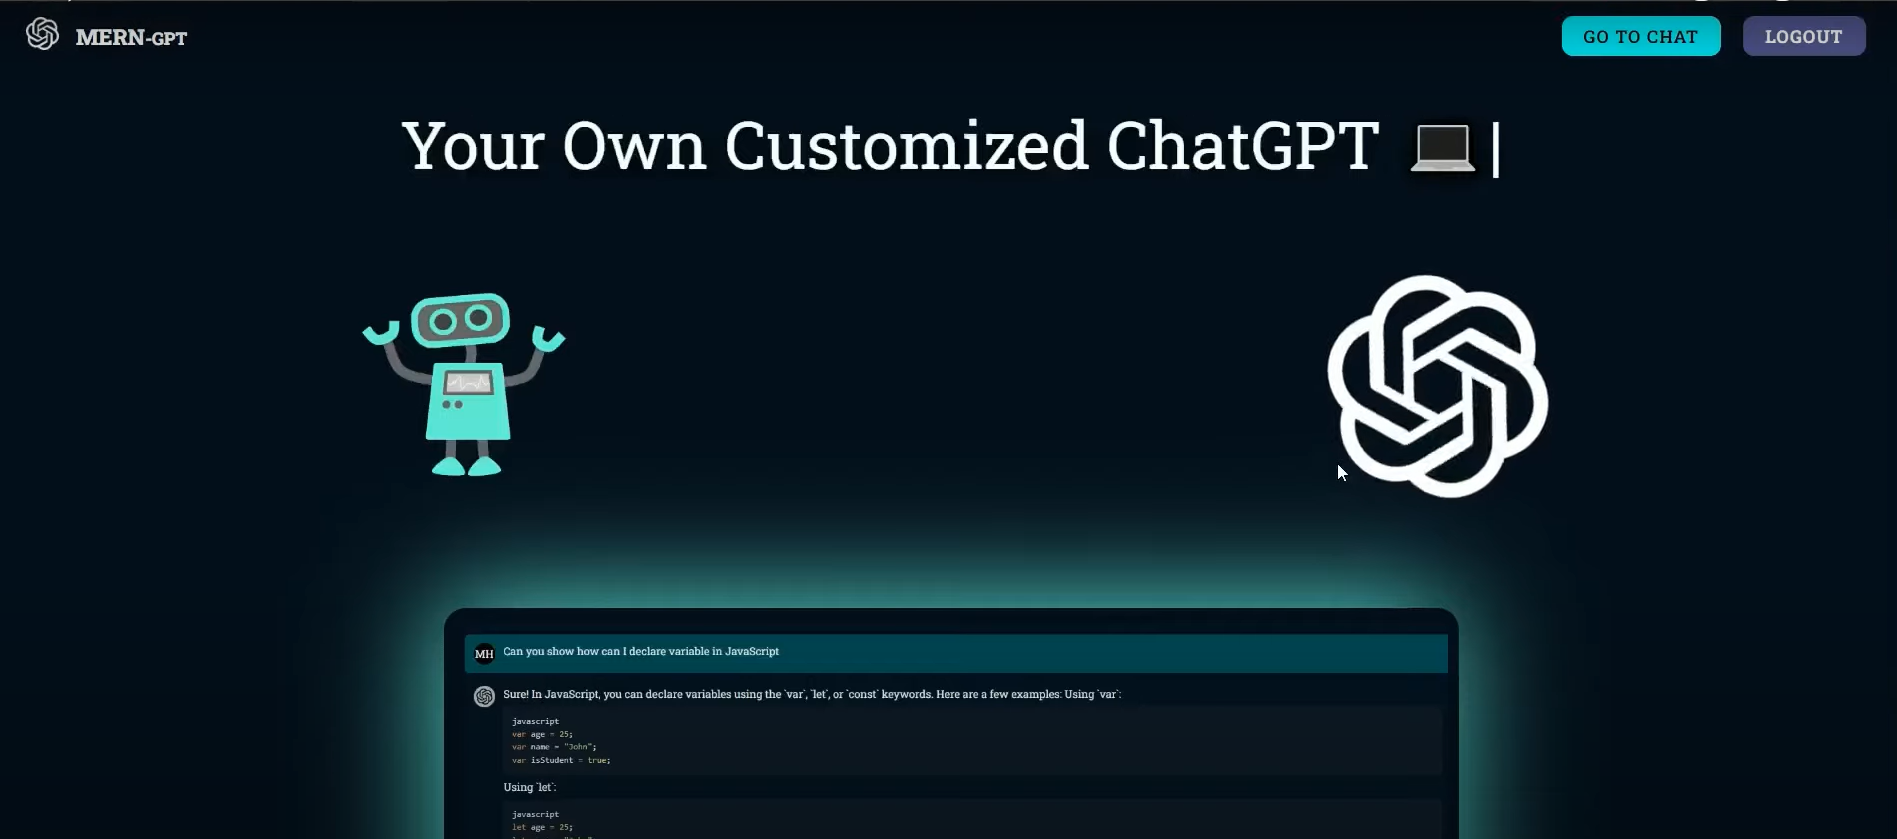 MERN-GPT
GO TO CHAT
LOGOUT
Your Own Customized ChatGPT 💻|
MH Can you show how can I declare variable in JavaScript
Sure! In JavaScript, you can declare variables using the `var`, `let`, or `const` keywords. Here are a few examples: Using `var`:
javascript
var age = 25;
var name = "John";
var isStudent = true;
Using `let`:
javascript
let age = 25;